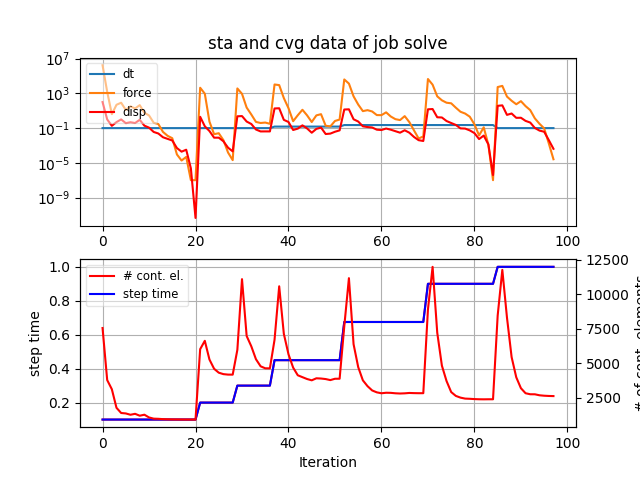 sta and cvg data of job solve
10^7
10^3
10^-1
10^-5
10^-9
dt
force
disp
0 20 40 60 80 100
1.0
0.8
0.6
0.4
0.2
step time
# cont. el.
step time
12500
10000
7500
5000
2500
# of cont. elements
0 20 40 60 80 100
Iteration